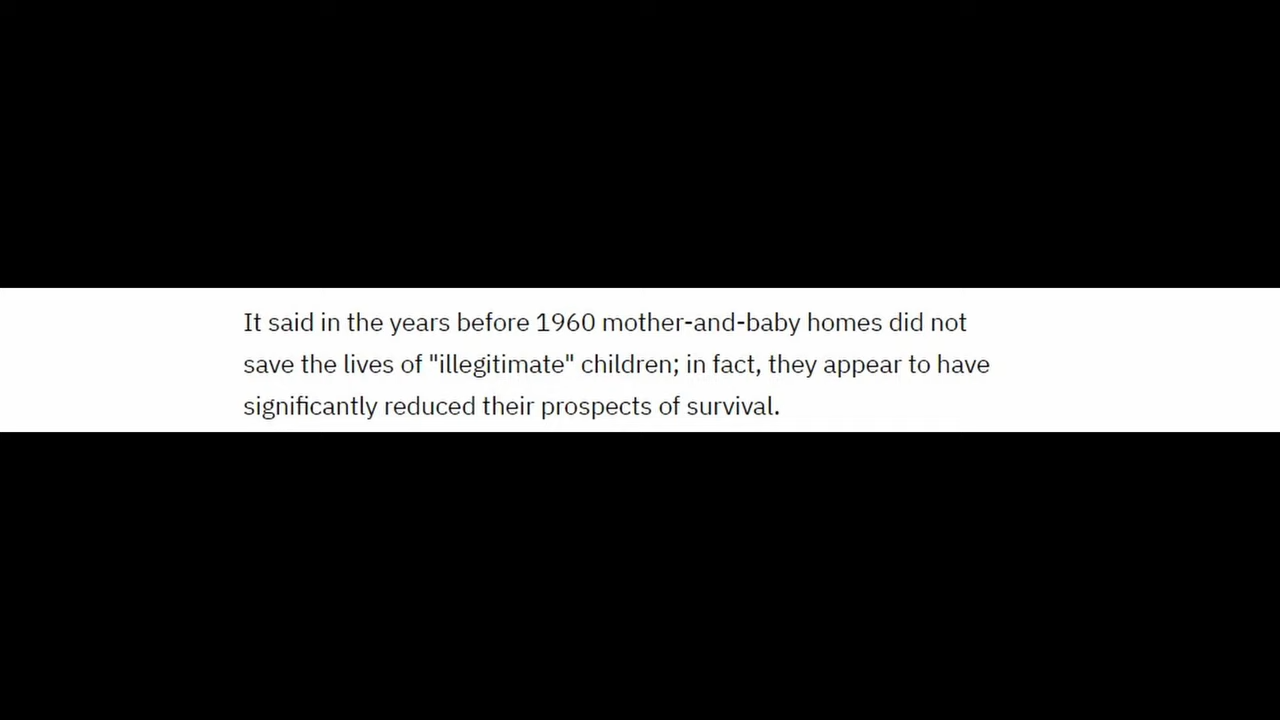 It said in the years before 1960 mother-and-baby homes did not
save the lives of "illegitimate" children; in fact, they appear to have
significantly reduced their prospects of survival.